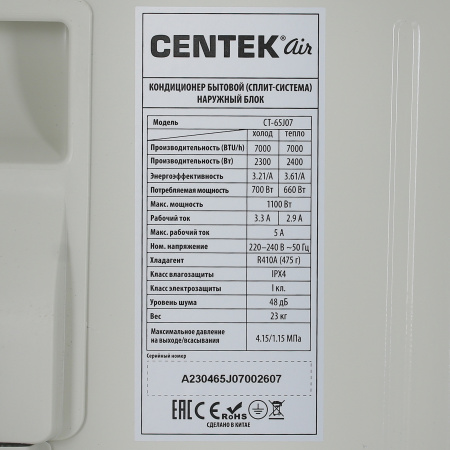 CENTEK® air
КОНДИЦИОНЕР БЫТОВОЙ (СПЛИТ-СИСТЕМА)
НАРУЖНЫЙ БЛОК
Модель CT-65J07
холод тепло
Производительность (BTU/h) 7000 7000
Производительность (Вт) 2300 2400
Энергоэффективность 3.21/A 3.61/A
Потребляемая мощность 700 Вт 660 Вт
Макс. мощность 1100 Вт
Рабочий ток 3.3 А 2.9 А
Макс. рабочий ток 5 А
Ном. напряжение 220-240 В ~50 Гц
Хладагент R410A (475 г)
Класс влагозащиты IPX4
Класс электрозащиты I кл.
Уровень шума 48 дБ
Вес 23 кг
Максимальное давление
на выходе/всасывания 4.15/1.15 МПа
Серийный номер
A230465J07002607
EAC CE RoHS
СДЕЛАНО В КИТАЕ